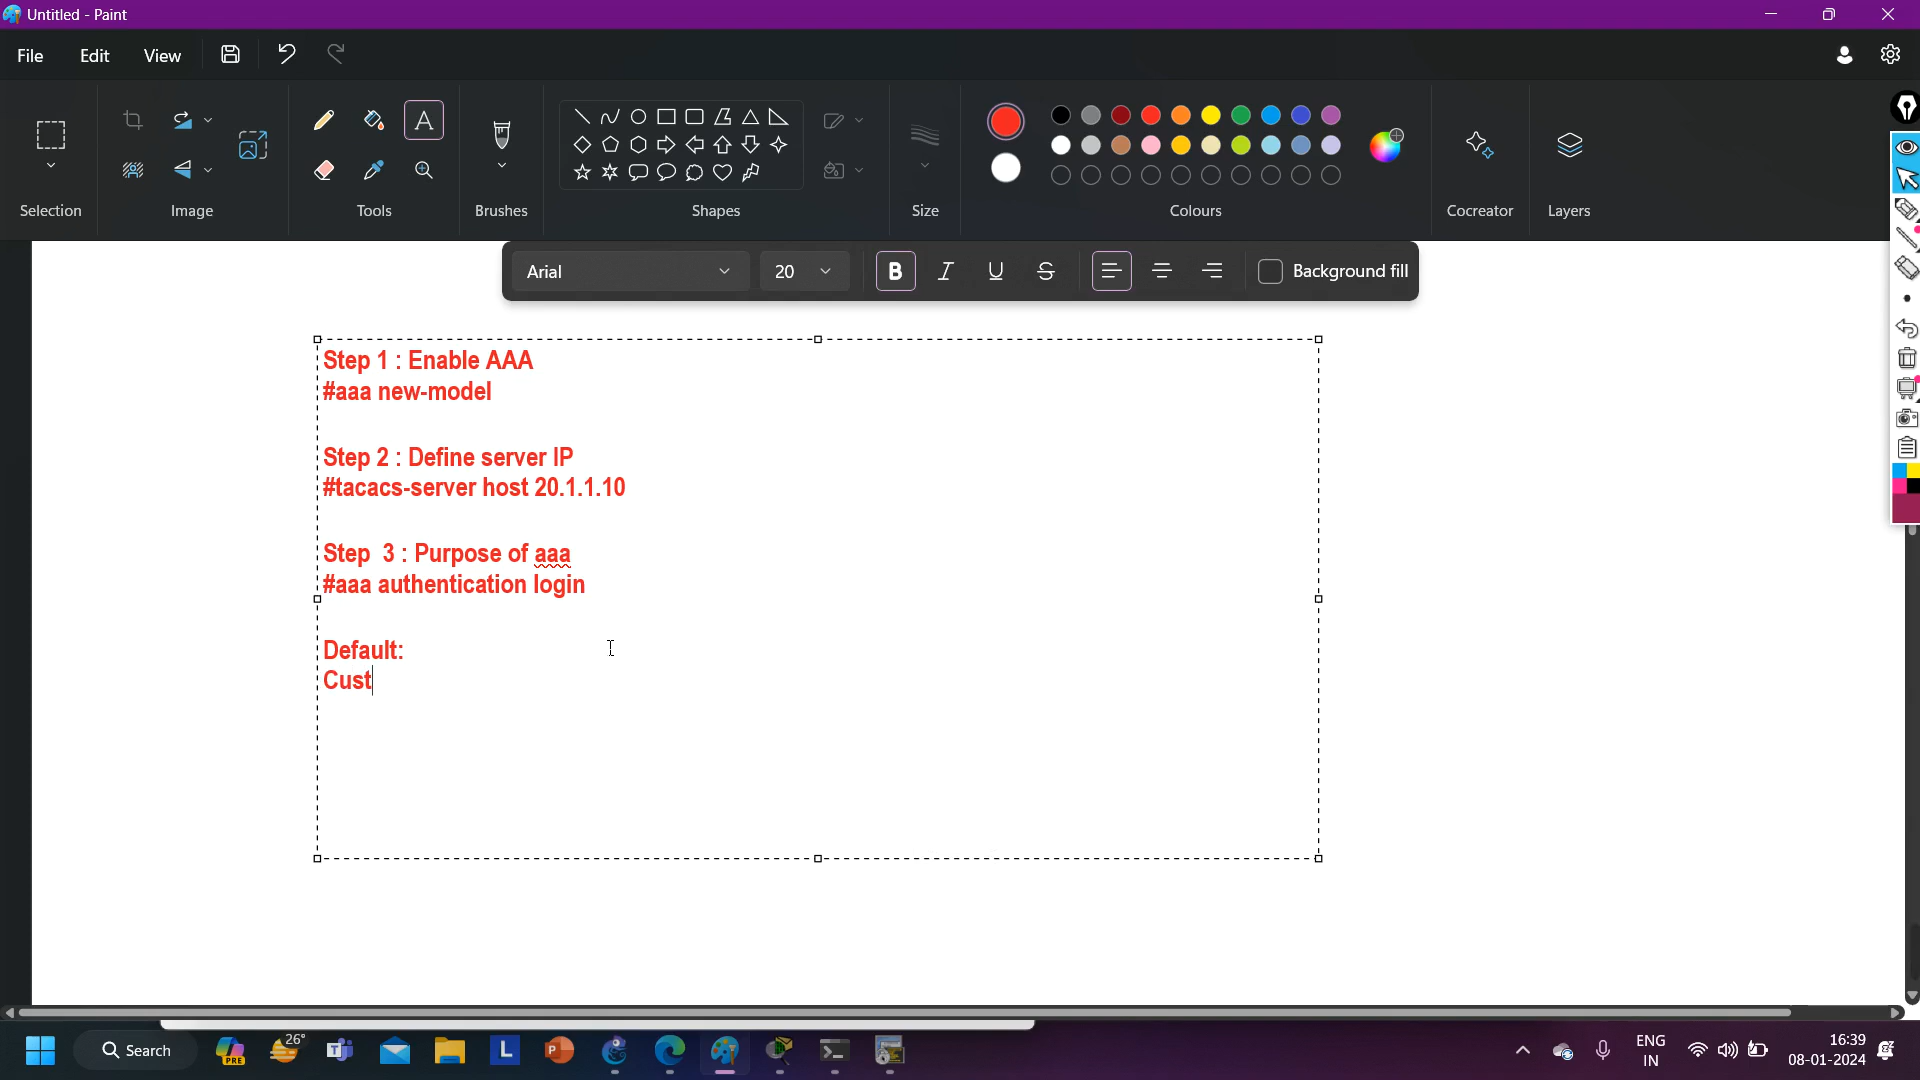 Untitled - Paint
File Edit View
Selection Image Tools Brushes Shapes Size Colours Cocreator Layers
Arial 20 B I U S Background fill
Step 1 : Enable AAA
#aaa new-model
Step 2 : Define server IP
#tacacs-server host 20.1.1.10
Step  3 : Purpose of aaa
#aaa authentication login
Default:
Cust
Search PRE 26° ENG 16:39
IN 08-01-2024